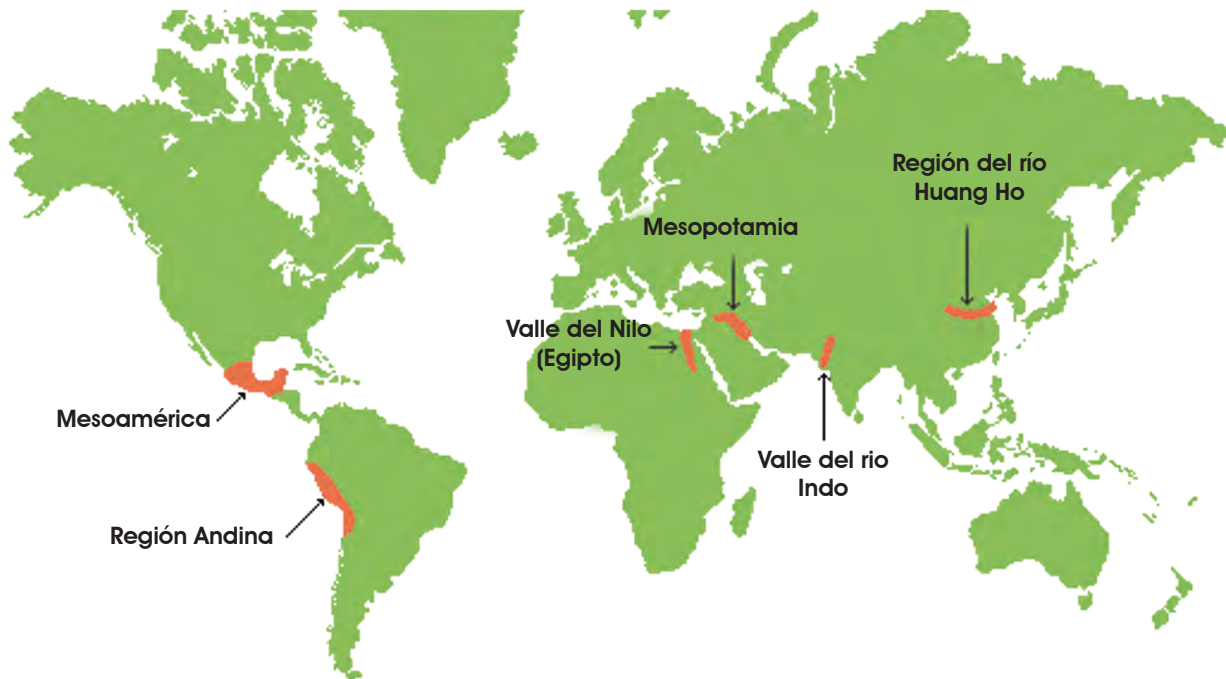 Región del río
Huang Ho
Mesopotamia
Valle del Nilo
(Egipto)
Mesoamérica
Valle del rio
Indo
Región Andina